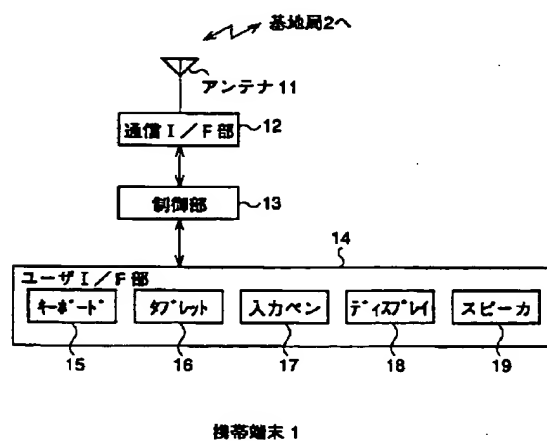 基地局2へ
アンテナ11
通信I/F部
12
制御部
13
14
ユーザI/F部
ｷｰﾎﾞｰﾄﾞ
ﾀﾌﾞﾚｯﾄ
入力ペン
ﾃﾞｨｽﾌﾟﾚｲ
スピーカ
15
16
17
18
19
携帯端末1